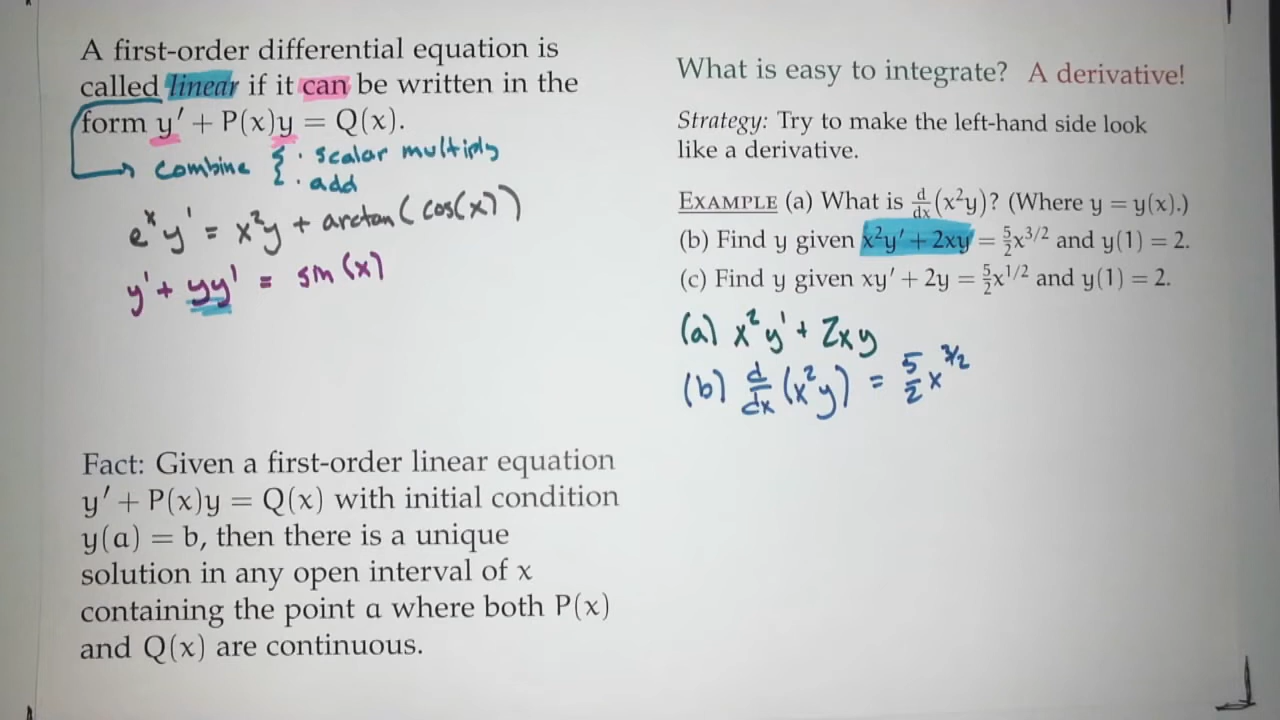 A first-order differential equation is
called linear if it can be written in the
form y′ + P(x)y = Q(x).
combine { · scalar multiply
· add
eˣy' = x²y + arctan(cos(x))
y' + yy' = sin(x)
Fact: Given a first-order linear equation
y′ + P(x)y = Q(x) with initial condition
y(a) = b, then there is a unique
solution in any open interval of x
containing the point a where both P(x)
and Q(x) are continuous.
What is easy to integrate? A derivative!
Strategy: Try to make the left-hand side look
like a derivative.
EXAMPLE (a) What is d/dx(x²y)? (Where y = y(x).)
(b) Find y given x²y′ + 2xy = 5/2x^3/2 and y(1) = 2.
(c) Find y given xy′ + 2y = 5/2x^1/2 and y(1) = 2.
(a) x²y' + 2xy
(b) d/dx (x²y) = 5/2 x^3/2